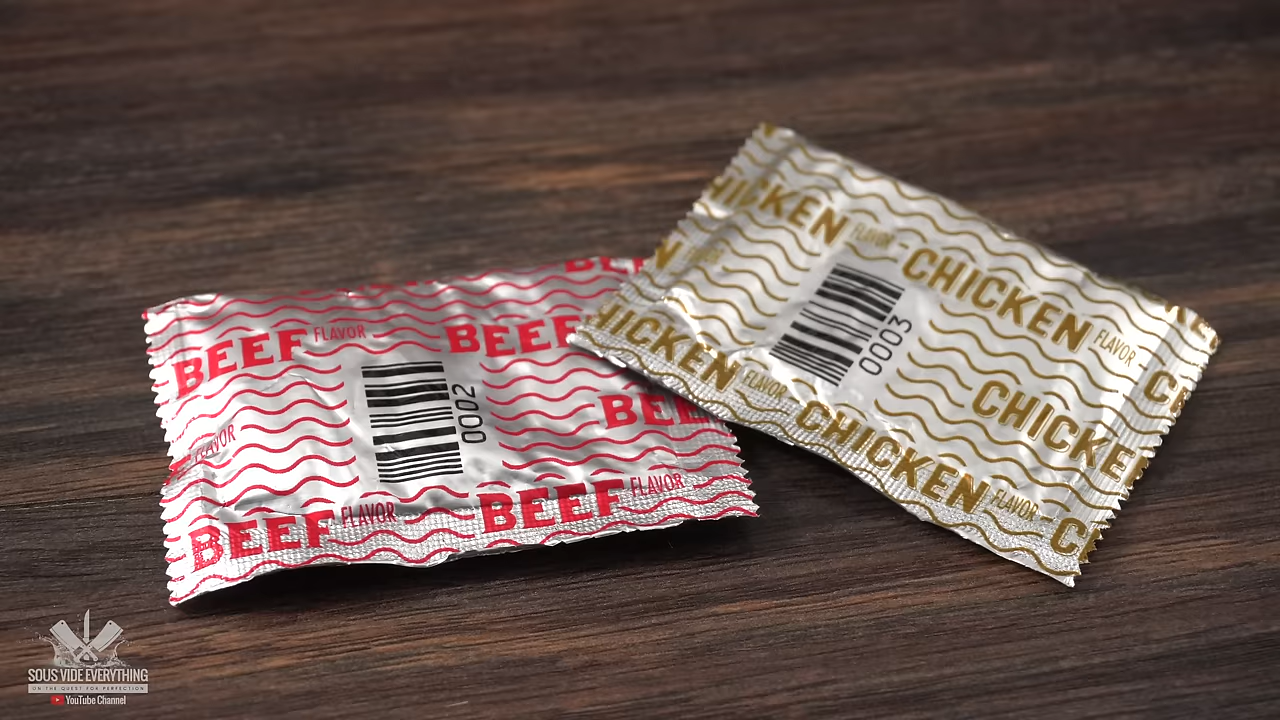 BEEF FLAVOR BEEF
BEEF
FLAVOR
BEEF FLAVOR BEEF FLAVOR
0002
CHICKEN FLAVOR CHICKEN FLAVOR
CHICKEN
CHICKEN FLAVOR CHICKEN FLAVOR
0003
SOUS VIDE EVERYTHING
ON THE QUEST FOR PERFECTION
YouTube Channel